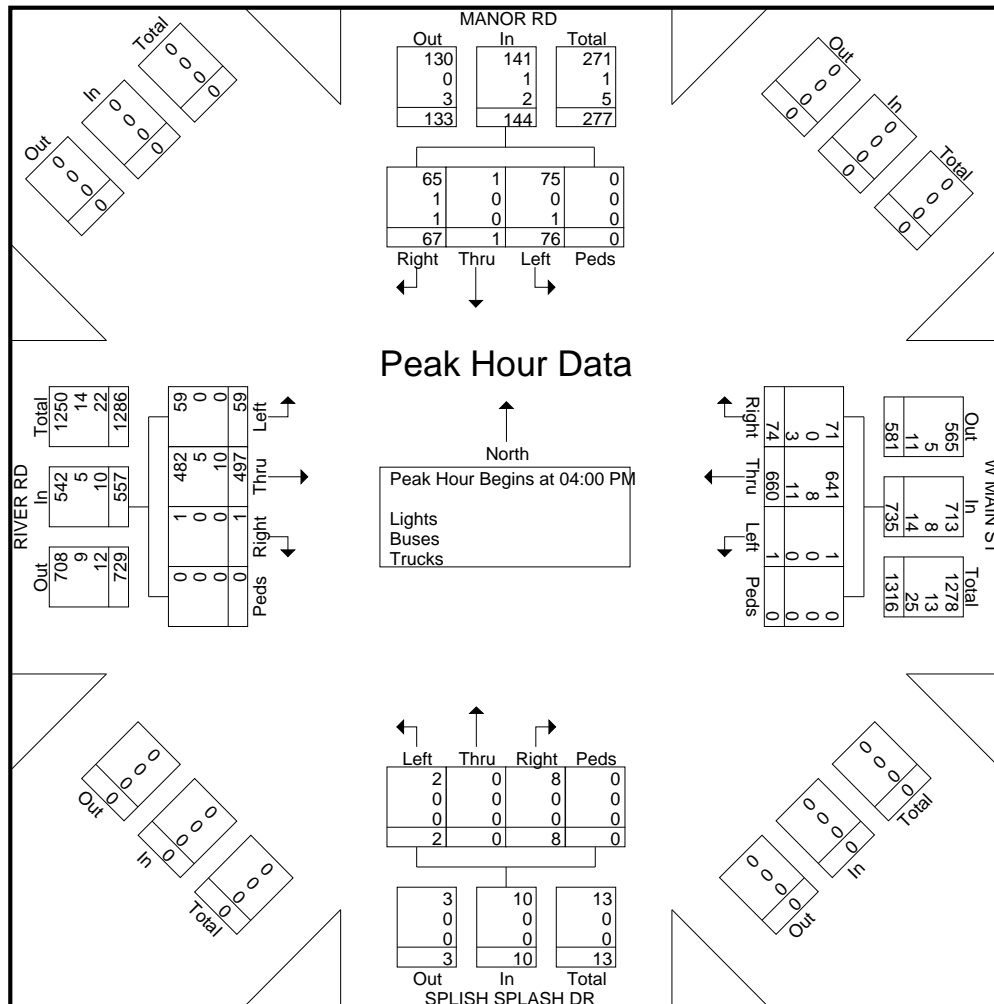 MANOR RD
Out In Total
130 141 271
0 1 1
3 2 5
133 144 277
65 1 75 0
1 0 0 0
1 0 1 0
67 1 76 0
Right Thru Left Peds
Total
0 0 0 0
In
0 0 0 0
Out
0 0 0 0
Out
0 0 0 0
In
0 0 0 0
Total
0 0 0 0
Peak Hour Data
North
Peak Hour Begins at 04:00 PM
Lights
Buses
Trucks
RIVER RD
Total
1250 14 22 1286
In
542 5 10 557
Out
708 9 12 729
59 0 0 59
Left
482 5 10 497
Thru
1 0 0 1
Right
0 0 0 0
Peds
W MAIN ST
Out
565 5 11 581
In
713 8 14 735
Total
1278 13 25 1316
Right
71 0 3 74
Thru
641 8 11 660
Left
1 0 0 1
Peds
0 0 0 0
Left Thru Right Peds
2 0 8 0
0 0 0 0
0 0 0 0
2 0 8 0
3 10 13
0 0 0
0 0 0
3 10 13
Out In Total
SPLISH SPLASH DR
0 0 0 0
Out
0 0 0 0
In
0 0 0 0
Total
0 0 0 0
Total
0 0 0 0
In
0 0 0 0
Out